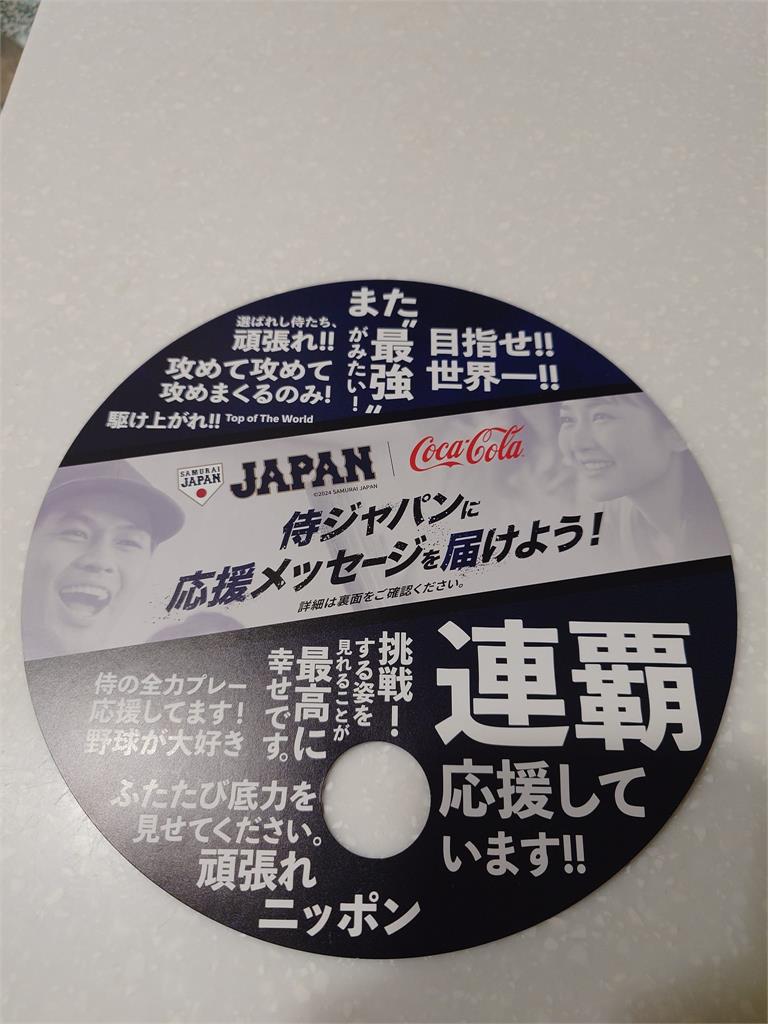 選ばれし侍たち、
頑張れ!!
攻めて攻めて
攻めまくるのみ!
駆け上がれ!! Top of The World
また
"最強"
がみたい!
目指せ!!
世界一!!
SAMURAI
JAPAN
JAPAN
©2024 SAMURAI JAPAN
Coca-Cola
侍ジャパンに
応援メッセージを届けよう!
詳細は裏面をご確認ください。
侍の全力プレー
応援してます!
野球が大好き
挑戦!
する姿を
見れることが
最高に
幸せです。
連覇
応援して
います!!
ふたたび底力を
見せてください。
頑張れ
ニッポン